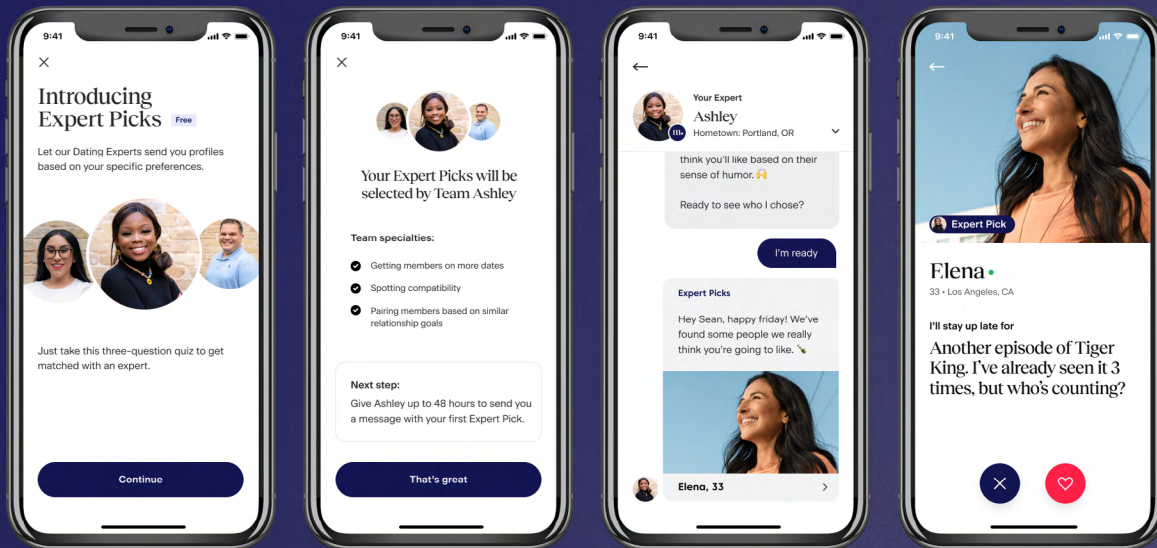 9:41
Introducing
Expert Picks Free
Let our Dating Experts send you profiles
based on your specific preferences.
Just take this three-question quiz to get
matched with an expert.
Continue
9:41
Your Expert Picks will be
selected by Team Ashley
Team specialties:
Getting members on more dates
Spotting compatibility
Pairing members based on similar
relationship goals
Next step:
Give Ashley up to 48 hours to send you
a message with your first Expert Pick.
That's great
9:41
Your Expert
Ashley
m.
Hometown: Portland, OR
think you'll like based on their
sense of humor. 🙌
Ready to see who I chose?
I'm ready
Expert Picks
Hey Sean, happy friday! We've
found some people we really
think you're going to like. 🍾
Elena, 33
9:41
Expert Pick
Elena
33 • Los Angeles, CA
I'll stay up late for
Another episode of Tiger
King. I've already seen it 3
times, but who's counting?